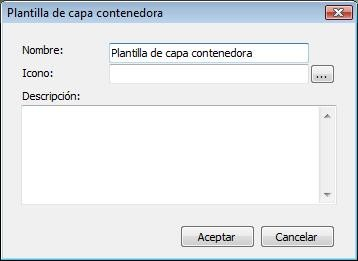 Plantilla de capa contenedora
Nombre: Plantilla de capa contenedora
Icono: ...
Descripción:
Aceptar Cancelar